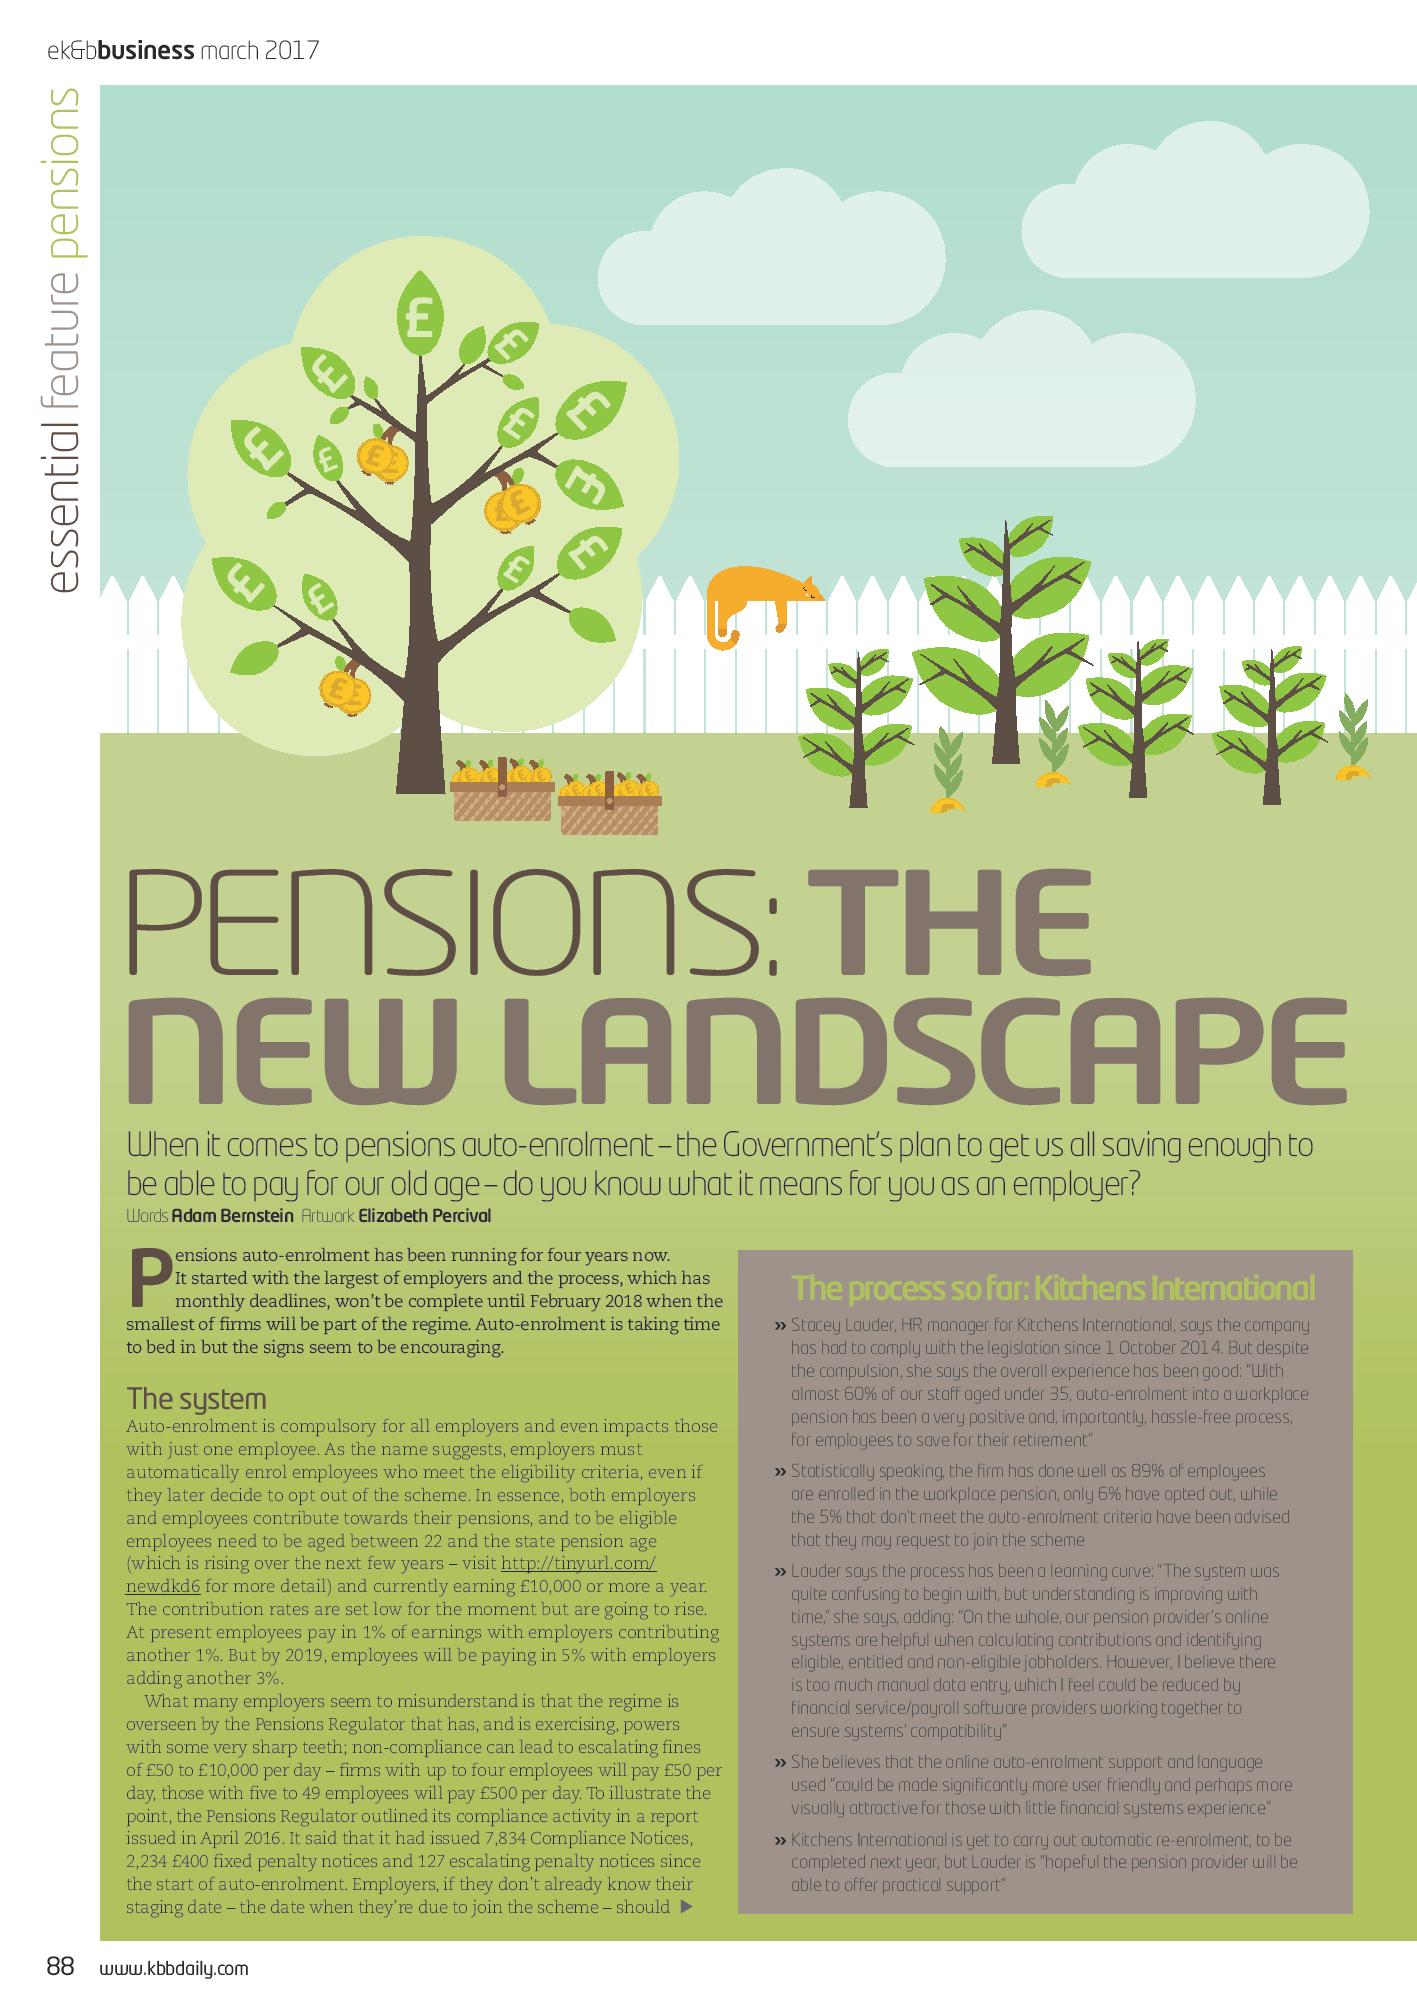 ek&bbusiness march 2017
essential feature pensions
£
£
£
£
£
£
£
£
£
£
£
£
£
PENSIONS: THE
NEW LANDSCAPE
When it comes to pensions auto-enrolment – the Government's plan to get us all saving enough to
be able to pay for our old age – do you know what it means for you as an employer?
Words Adam Bernstein Artwork Elizabeth Percival
Pensions auto-enrolment has been running for four years now.
It started with the largest of employers and the process, which has
monthly deadlines, won't be complete until February 2018 when the
smallest of firms will be part of the regime. Auto-enrolment is taking time
to bed in but the signs seem to be encouraging.
The system
Auto-enrolment is compulsory for all employers and even impacts those
with just one employee. As the name suggests, employers must
automatically enrol employees who meet the eligibility criteria, even if
they later decide to opt out of the scheme. In essence, both employers
and employees contribute towards their pensions, and to be eligible
employees need to be aged between 22 and the state pension age
(which is rising over the next few years – visit http://tinyurl.com/
newdkd6 for more detail) and currently earning £10,000 or more a year.
The contribution rates are set low for the moment but are going to rise.
At present employees pay in 1% of earnings with employers contributing
another 1%. But by 2019, employees will be paying in 5% with employers
adding another 3%.
What many employers seem to misunderstand is that the regime is
overseen by the Pensions Regulator that has, and is exercising, powers
with some very sharp teeth; non-compliance can lead to escalating fines
of £50 to £10,000 per day – firms with up to four employees will pay £50 per
day, those with five to 49 employees will pay £500 per day. To illustrate the
point, the Pensions Regulator outlined its compliance activity in a report
issued in April 2016. It said that it had issued 7,834 Compliance Notices,
2,234 £400 fixed penalty notices and 127 escalating penalty notices since
the start of auto-enrolment. Employers, if they don't already know their
staging date – the date when they're due to join the scheme – should ▶
The process so far: Kitchens International
» Stacey Lauder, HR manager for Kitchens International, says the company
has had to comply with the legislation since 1 October 2014. But despite
the compulsion, she says the overall experience has been good: "With
almost 60% of our staff aged under 35, auto-enrolment into a workplace
pension has been a very positive and, importantly, hassle-free process,
for employees to save for their retirement"
» Statistically speaking, the firm has done well as 89% of employees
are enrolled in the workplace pension, only 6% have opted out, while
the 5% that don't meet the auto-enrolment criteria have been advised
that they may request to join the scheme
» Lauder says the process has been a learning curve: "The system was
quite confusing to begin with, but understanding is improving with
time," she says, adding: "On the whole, our pension provider's online
systems are helpful when calculating contributions and identifying
eligible, entitled and non-eligible jobholders. However, I believe there
is too much manual data entry, which I feel could be reduced by
financial service/payroll software providers working together to
ensure systems' compatibility"
» She believes that the online auto-enrolment support and language
used "could be made significantly more user friendly and perhaps more
visually attractive for those with little financial systems experience"
» Kitchens International is yet to carry out automatic re-enrolment, to be
completed next year, but Lauder is "hopeful the pension provider will be
able to offer practical support"
88 www.kbbdaily.com